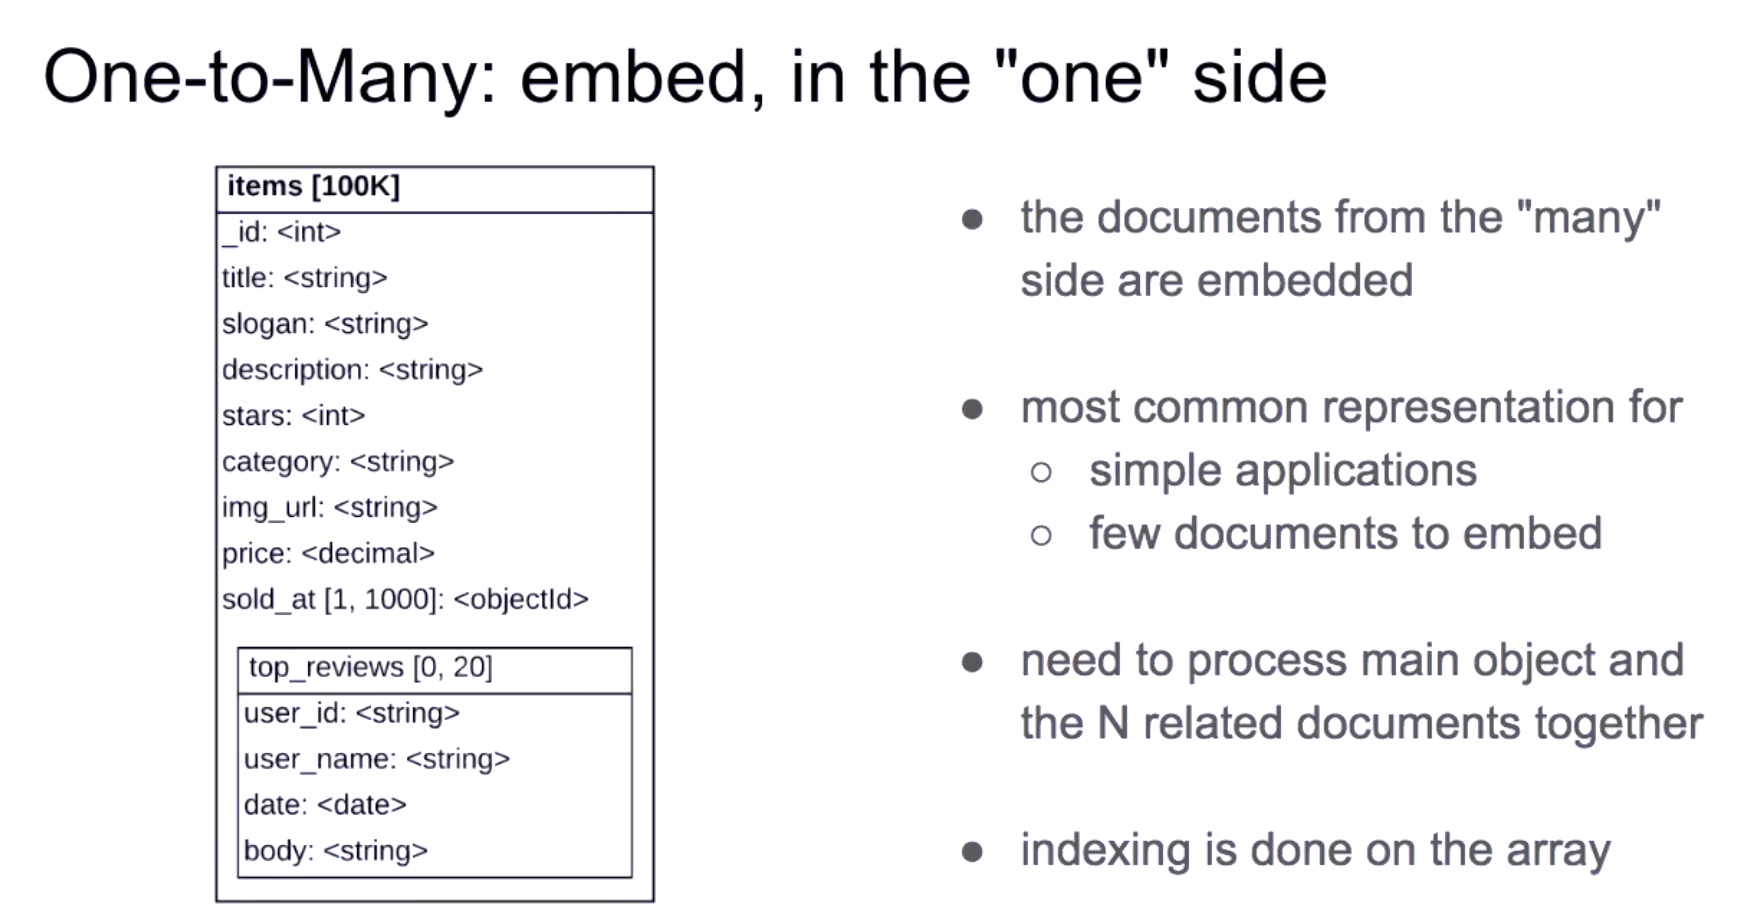 One-to-Many: embed, in the "one" side
items [100K]
_id: <int>
title: <string>
slogan: <string>
description: <string>
stars: <int>
category: <string>
img_url: <string>
price: <decimal>
sold_at [1, 1000]: <objectId>
top_reviews [0, 20]
user_id: <string>
user_name: <string>
date: <date>
body: <string>
● the documents from the "many"
side are embedded
● most common representation for
○ simple applications
○ few documents to embed
● need to process main object and
the N related documents together
● indexing is done on the array